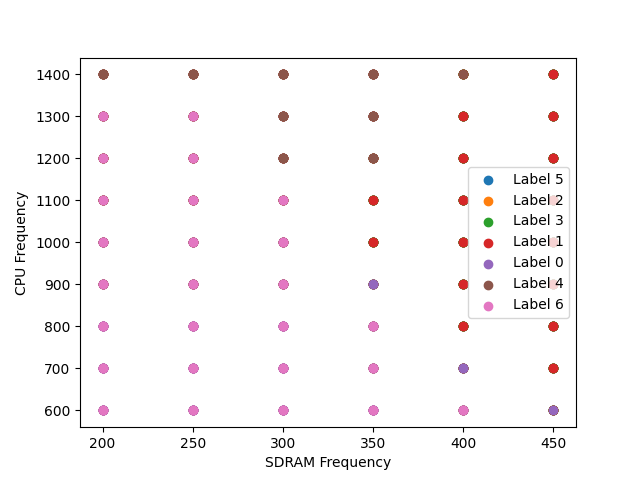 1400
1300
1200
1100
1000
900
800
700
600
CPU Frequency
Label 5
Label 2
Label 3
Label 1
Label 0
Label 4
Label 6
200 250 300 350 400 450
SDRAM Frequency